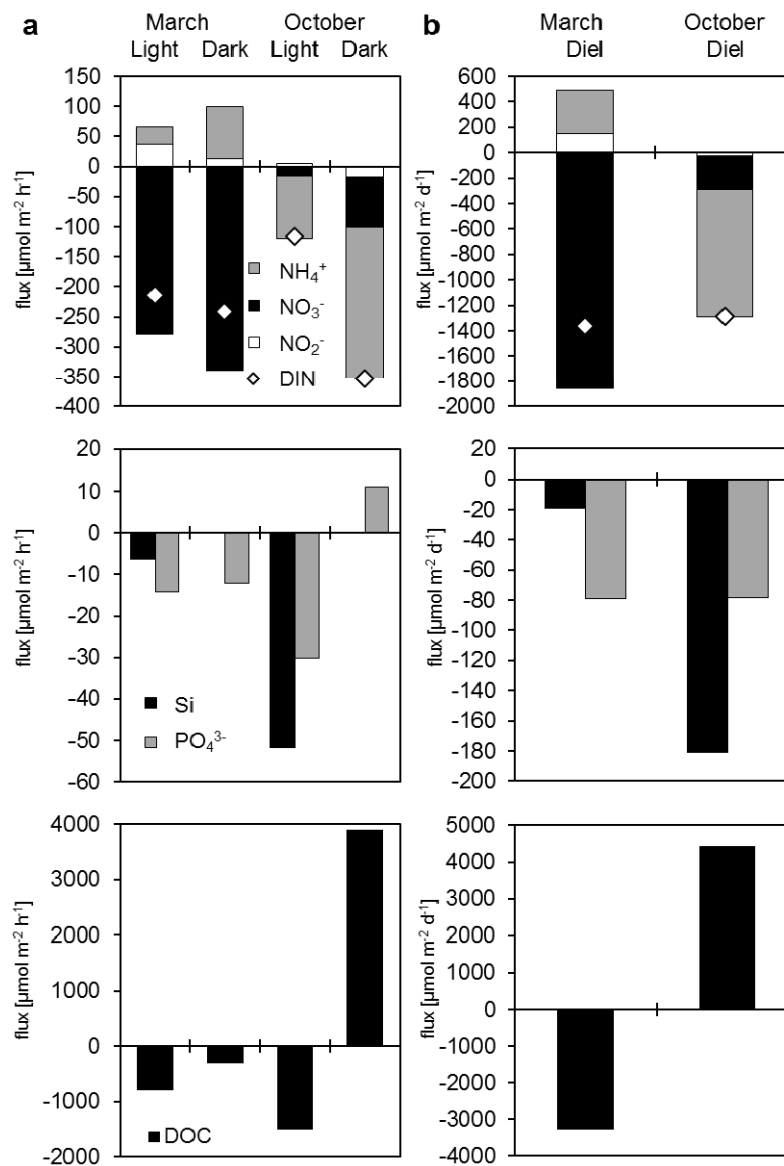 a
March
October
Light
Dark
Light
Dark
b
March
October
Diel
Diel
150
100
50
0
-50
-100
-150
-200
-250
-300
-350
-400
flux [µmol m⁻² h⁻¹]
NH₄⁺
NO₃⁻
NO₂⁻
DIN
600
400
200
0
-200
-400
-600
-800
-1000
-1200
-1400
-1600
-1800
-2000
flux [µmol m⁻² d⁻¹]
20
10
0
-10
-20
-30
-40
-50
-60
flux [µmol m⁻² h⁻¹]
Si
PO₄³⁻
20
0
-20
-40
-60
-80
-100
-120
-140
-160
-180
-200
flux [µmol m⁻² d⁻¹]
4000
3000
2000
1000
0
-1000
-2000
flux [µmol m⁻² h⁻¹]
DOC
5000
4000
3000
2000
1000
0
-1000
-2000
-3000
-4000
flux [µmol m⁻² d⁻¹]